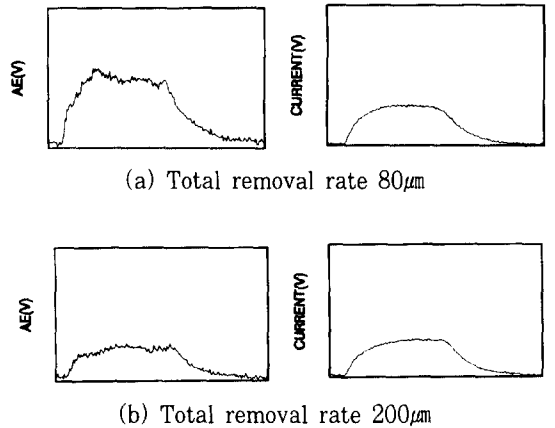 AE(V)
CURRENT(V)
(a) Total removal rate 80㎛
AE(V)
CURRENT(V)
(b) Total removal rate 200㎛